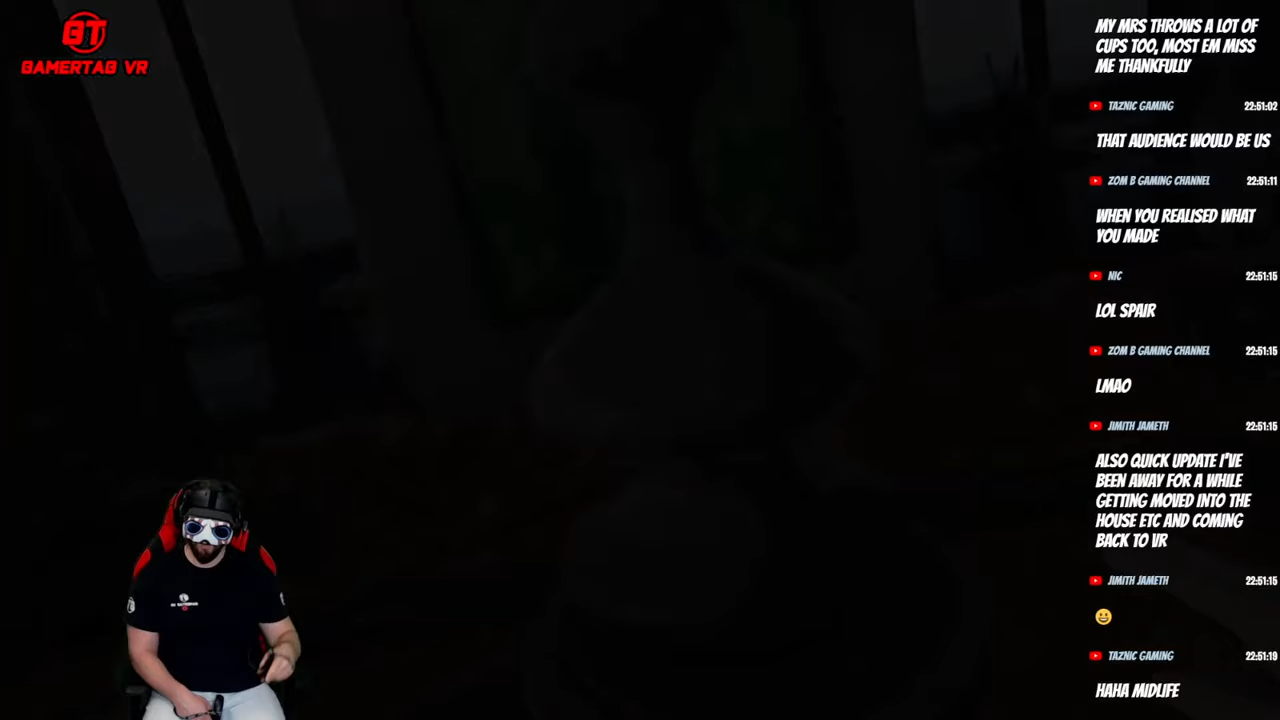 GT
GAMERTAG VR
MY MRS THROWS A LOT OF
CUPS TOO, MOST EM MISS
ME THANKFULLY
TAZNIC GAMING 22:51:02
THAT AUDIENCE WOULD BE US
ZOM B GAMING CHANNEL 22:51:11
WHEN YOU REALISED WHAT
YOU MADE
NIC 22:51:15
LOL SPAIR
ZOM B GAMING CHANNEL 22:51:15
LMAO
JIMITH JAMETH 22:51:15
ALSO QUICK UPDATE I'VE
BEEN AWAY FOR A WHILE
GETTING MOVED INTO THE
HOUSE ETC AND COMING
BACK TO VR
JIMITH JAMETH 22:51:15
😀
TAZNIC GAMING 22:51:19
HAHA MIDLIFE